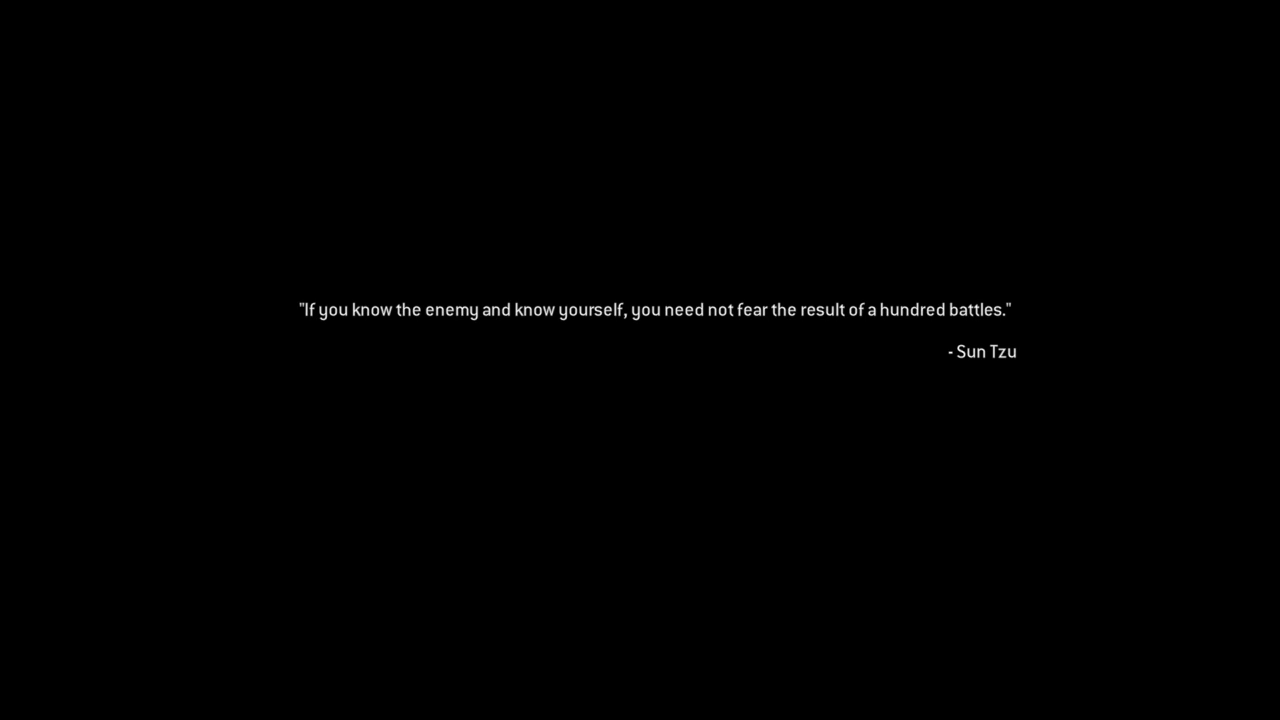 "If you know the enemy and know yourself, you need not fear the result of a hundred battles."
- Sun Tzu